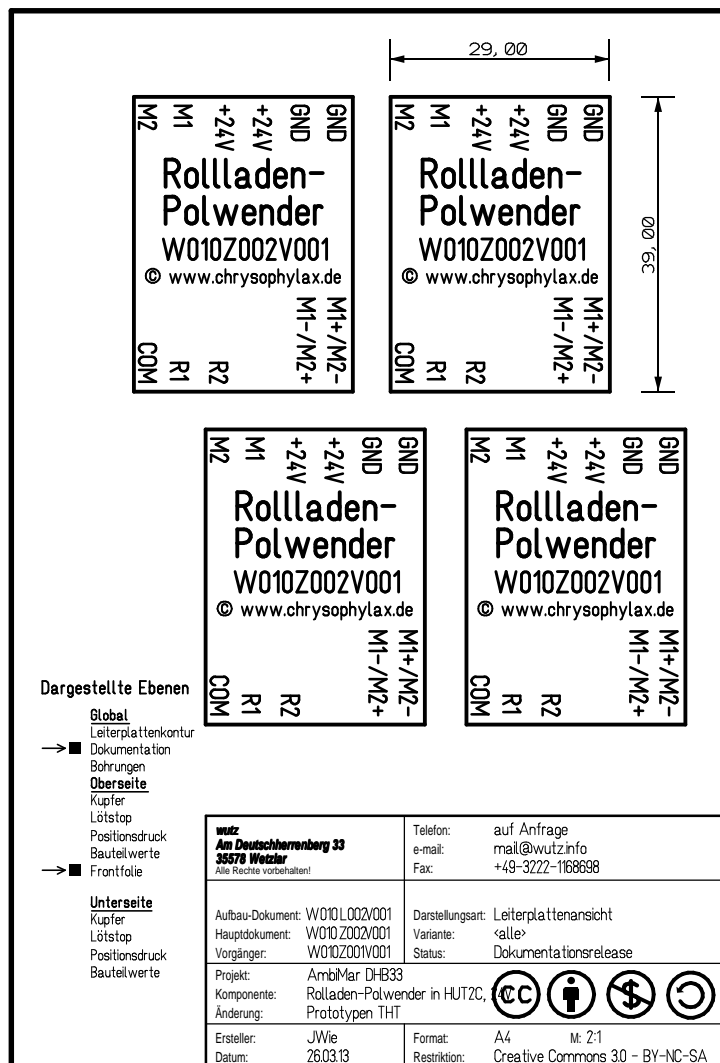 29,00
M2 M1 +24V +24V GND GND
Rollladen-
Polwender
W010Z002V001
© www.chrysophylax.de
COM R1 R2 M1-/M2+ M1+/M2-
M2 M1 +24V +24V GND GND
Rollladen-
Polwender
W010Z002V001
© www.chrysophylax.de
COM R1 R2 M1-/M2+ M1+/M2-
39,00
M2 M1 +24V +24V GND GND
Rollladen-
Polwender
W010Z002V001
© www.chrysophylax.de
COM R1 R2 M1-/M2+ M1+/M2-
M2 M1 +24V +24V GND GND
Rollladen-
Polwender
W010Z002V001
© www.chrysophylax.de
COM R1 R2 M1-/M2+ M1+/M2-
Dargestellte Ebenen
Global
Leiterplattenkontur
Dokumentation
Bohrungen
Oberseite
Kupfer
Lötstop
Positionsdruck
Bauteilwerte
Frontfolie
Unterseite
Kupfer
Lötstop
Positionsdruck
Bauteilwerte
wutz
Am Deutschherrenberg 33
35578 Wetzlar
Alle Rechte vorbehalten!
Telefon: auf Anfrage
e-mail: mail@wutz.info
Fax: +49-3222-1168698
Aufbau-Dokument: W010L002V001
Hauptdokument: W010Z002V001
Vorgänger: W010Z001V001
Darstellungsart: Leiterplattenansicht
Variante: <alle>
Status: Dokumentationsrelease
Projekt: AmbiMar DHB33
Komponente: Rolladen-Polwender in HUT2C, 24V
Änderung: Prototypen THT
cc $
Ersteller: JWie
Datum: 26.03.13
Format: A4 M: 2:1
Restriktion: Creative Commons 3.0 - BY-NC-SA